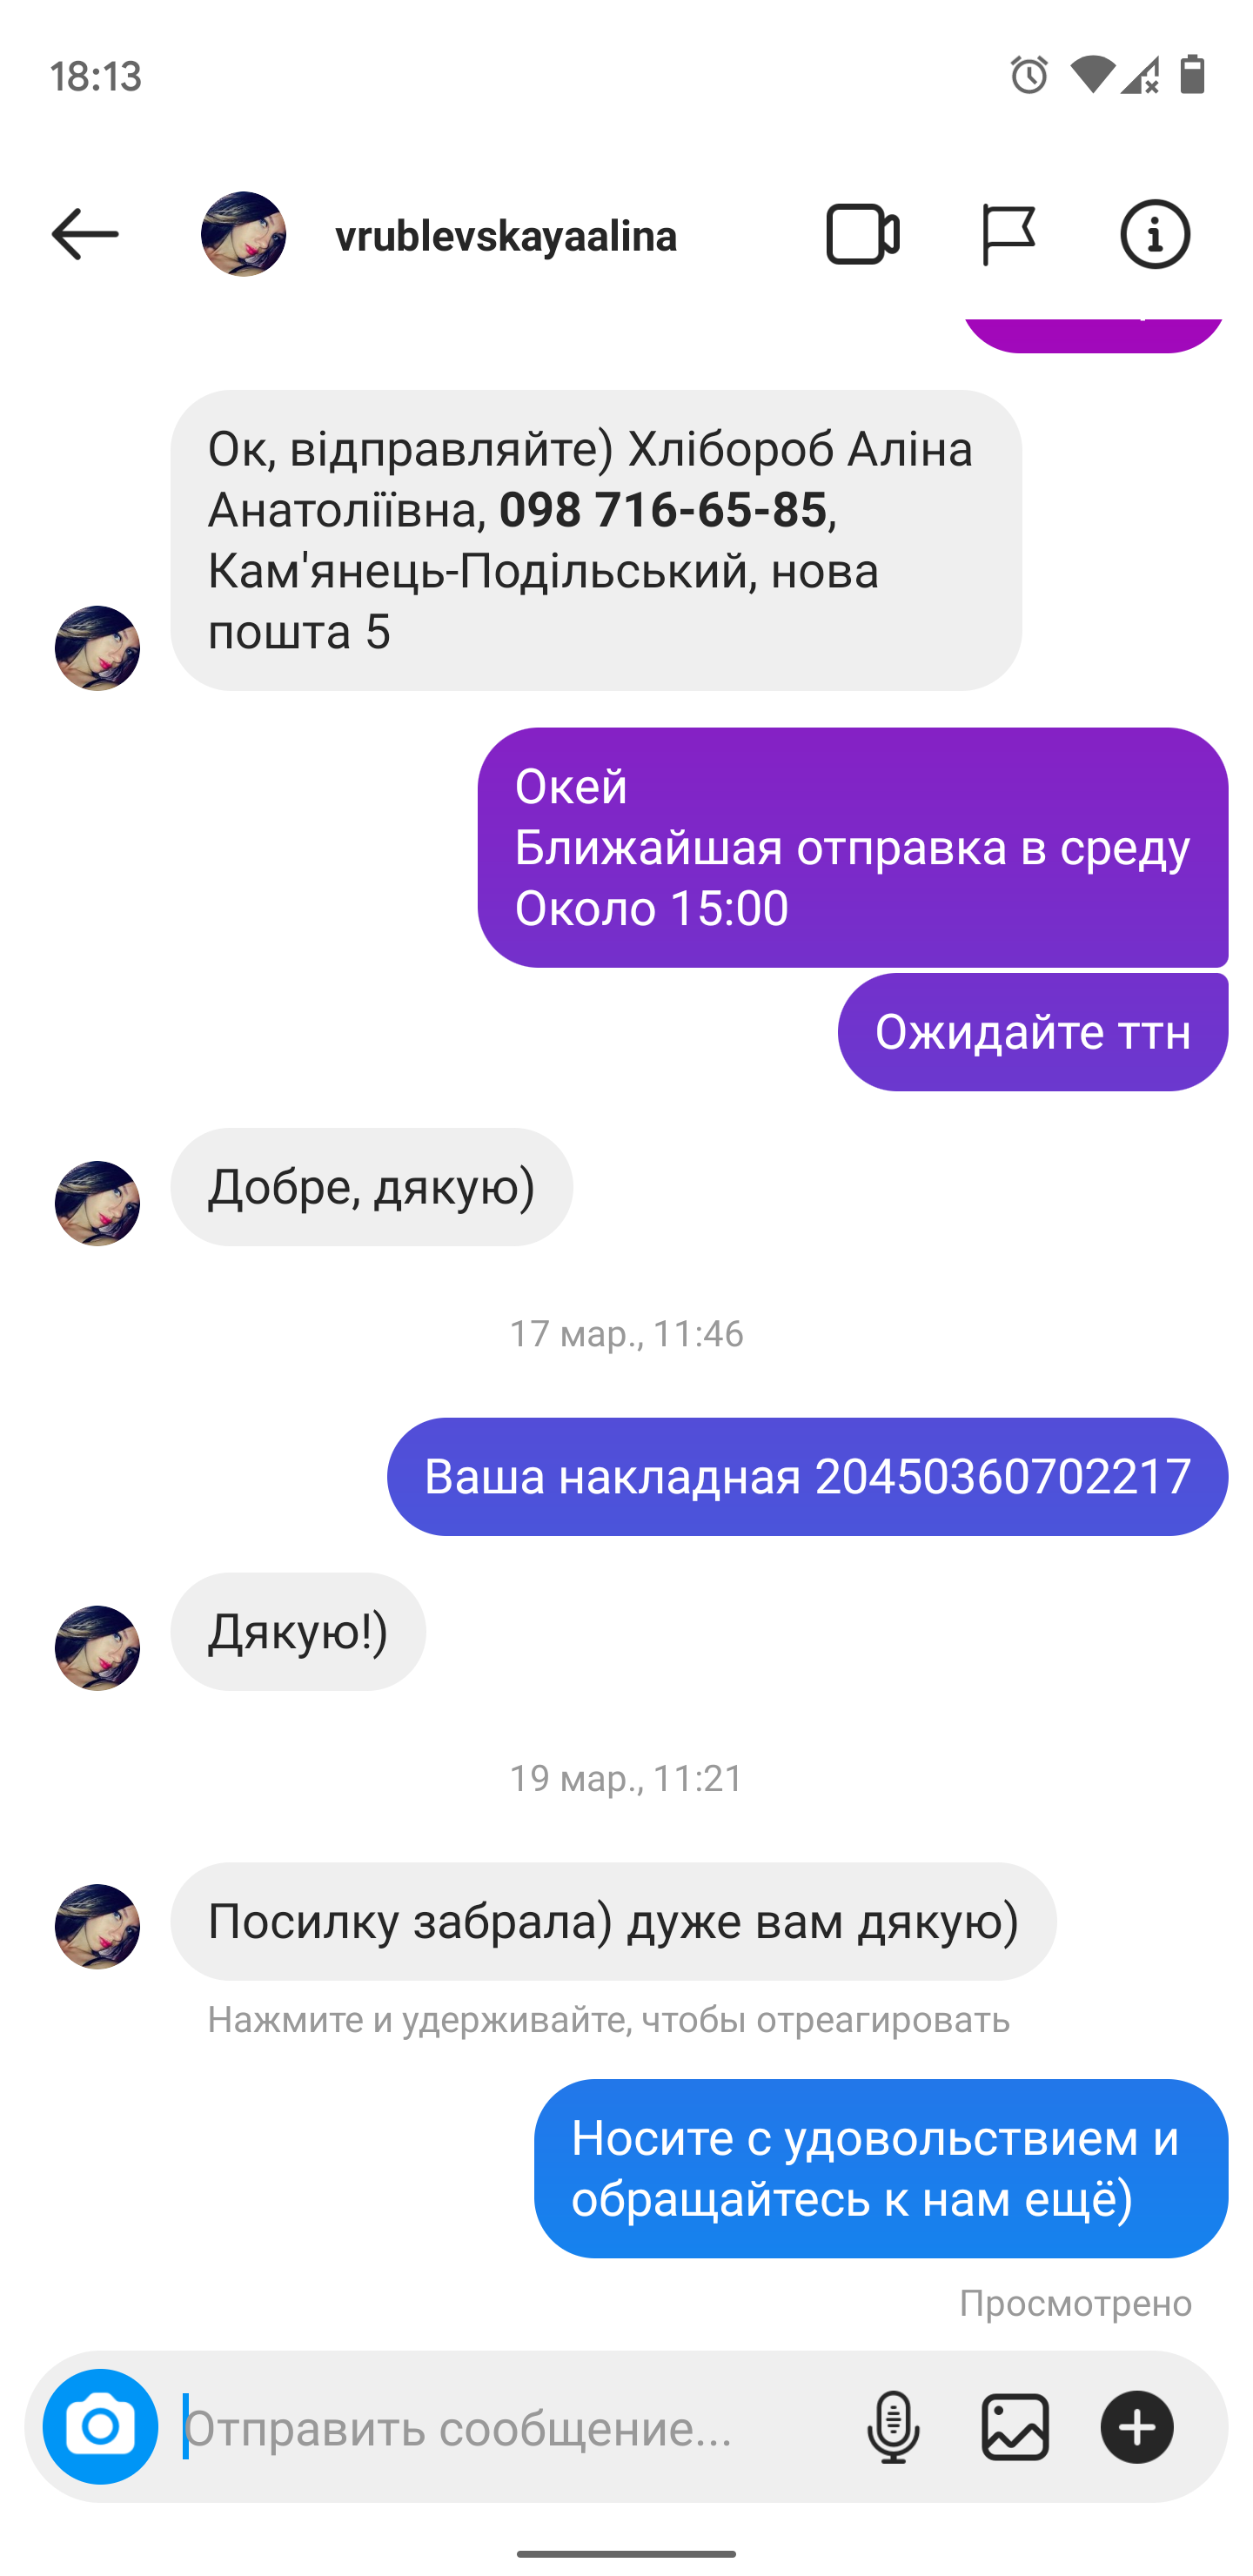 18:13
vrublevskayaalina
Ок, відправляйте) Хлібороб Аліна
Анатоліївна, 098 716-65-85,
Кам'янець-Подільський, нова
пошта 5
Окей
Ближайшая отправка в среду
Около 15:00
Ожидайте ттн
Добре, дякую)
17 мар., 11:46
Ваша накладная 20450360702217
Дякую!)
19 мар., 11:21
Посилку забрала) дуже вам дякую)
Нажмите и удерживайте, чтобы отреагировать
Носите с удовольствием и
обращайтесь к нам ещё)
Просмотрено
Отправить сообщение...